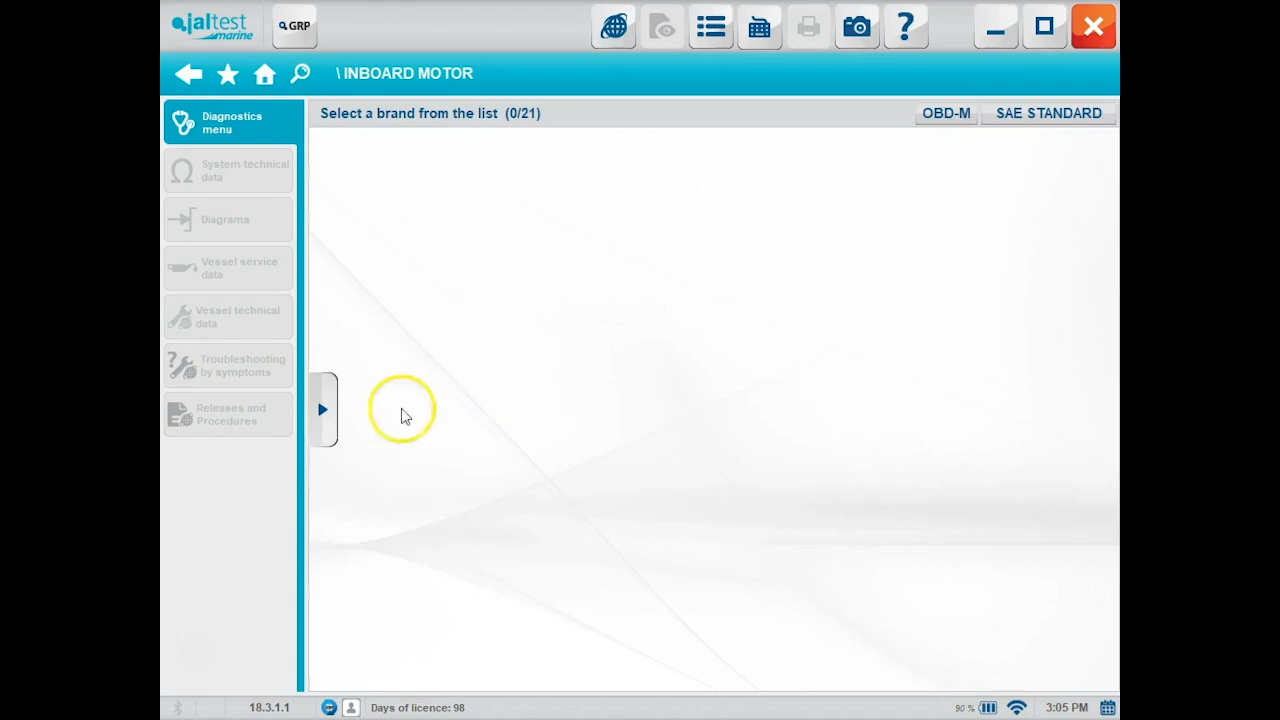 jaltest
marine
GRP
?
\ INBOARD MOTOR
Diagnostics
menu
System technical
data
Diagrams
Vessel service
data
Vessel technical
data
Troubleshooting
by symptoms
Releases and
Procedures
Select a brand from the list (0/21)
OBD-M
SAE STANDARD
18.3.1.1
Days of licence: 98
90 %
3:05 PM